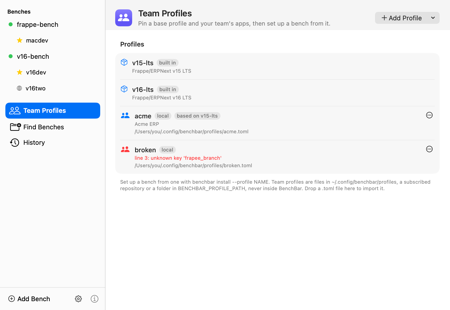 Benches
frappe-bench
macdev
v16-bench
v16dev
v16two
Team Profiles
Find Benches
History
Add Bench
Team Profiles
Pin a base profile and your team's apps, then set up a bench from it.
Add Profile
Profiles
v15-lts built in
Frappe/ERPNext v15 LTS
v16-lts built in
Frappe/ERPNext v16 LTS
acme local based on v15-lts
Acme ERP
/Users/you/.config/benchbar/profiles/acme.toml
broken local
line 3: unknown key 'frapee_branch'
/Users/you/.config/benchbar/profiles/broken.toml
Set up a bench from one with benchbar install --profile NAME. Team profiles are files in ~/.config/benchbar/profiles, a subscribed
repository or a folder in BENCHBAR_PROFILE_PATH, never inside BenchBar. Drop a .toml file here to import it.